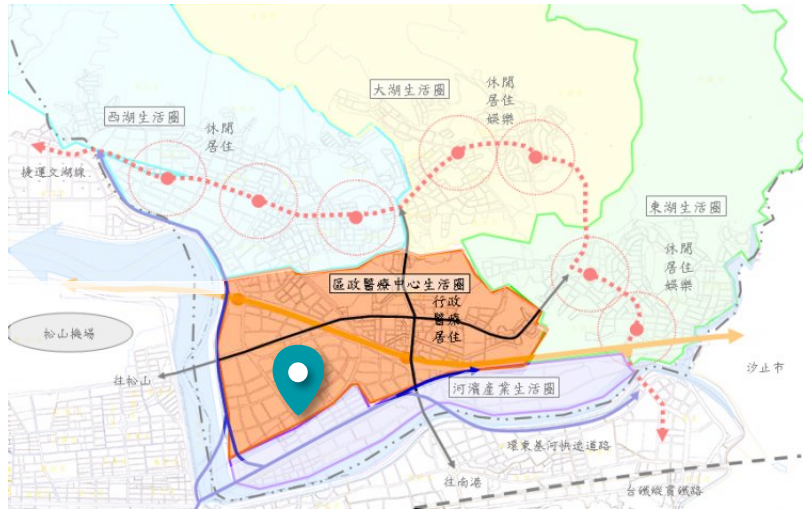 大湖生活圈
休閒
居住
娛樂
西湖生活圈
休閒
居住
捷運文湖線
東湖生活圈
休閒
居住
娛樂
區政醫療中心生活圈
行政
醫療
居住
松山機場
往松山
汐止市
河濱產業生活圈
環東基河快速道路
往南港
台鐵縱貫鐵路